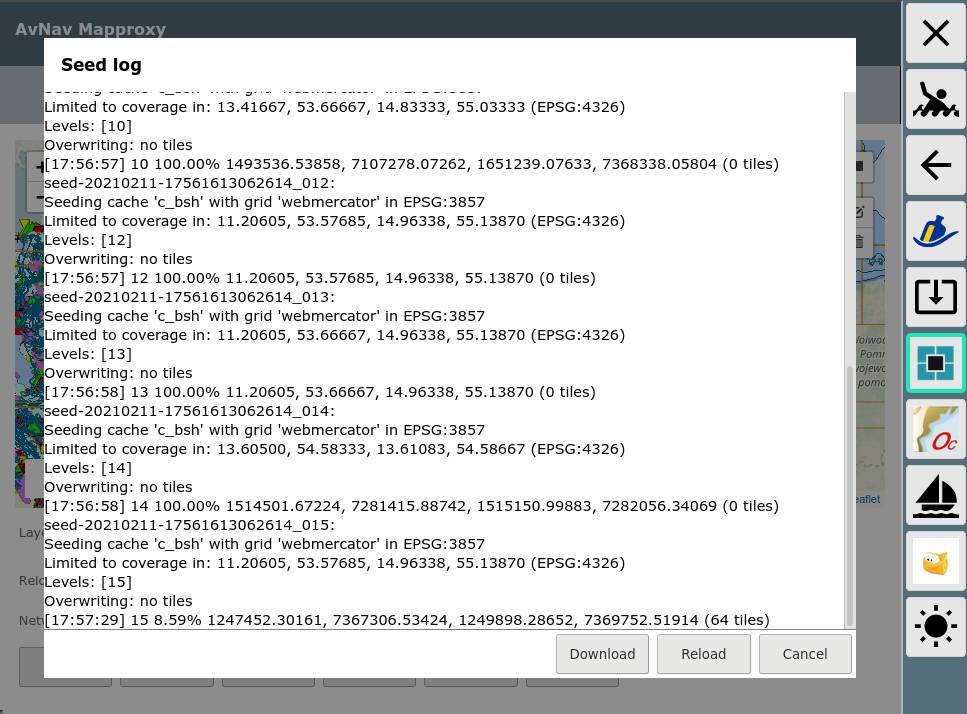 AvNav Mapproxy
Seed log
Seeding cache 'c_bsh' with grid 'webmercator' in EPSG:3857
Limited to coverage in: 13.41667, 53.66667, 14.83333, 55.03333 (EPSG:4326)
Levels: [10]
Overwriting: no tiles
[17:56:57] 10 100.00% 1493536.53858, 7107278.07262, 1651239.07633, 7368338.05804 (0 tiles)
seed-20210211-17561613062614_012:
Seeding cache 'c_bsh' with grid 'webmercator' in EPSG:3857
Limited to coverage in: 11.20605, 53.57685, 14.96338, 55.13870 (EPSG:4326)
Levels: [12]
Overwriting: no tiles
[17:56:57] 12 100.00% 11.20605, 53.57685, 14.96338, 55.13870 (0 tiles)
seed-20210211-17561613062614_013:
Seeding cache 'c_bsh' with grid 'webmercator' in EPSG:3857
Limited to coverage in: 11.20605, 53.66667, 14.96338, 55.13870 (EPSG:4326)
Levels: [13]
Overwriting: no tiles
[17:56:58] 13 100.00% 11.20605, 53.66667, 14.96338, 55.13870 (0 tiles)
seed-20210211-17561613062614_014:
Seeding cache 'c_bsh' with grid 'webmercator' in EPSG:3857
Limited to coverage in: 13.60500, 54.58333, 13.61083, 54.58667 (EPSG:4326)
Levels: [14]
Overwriting: no tiles
[17:56:58] 14 100.00% 1514501.67224, 7281415.88742, 1515150.99883, 7282056.34069 (0 tiles)
seed-20210211-17561613062614_015:
Seeding cache 'c_bsh' with grid 'webmercator' in EPSG:3857
Limited to coverage in: 11.20605, 53.57685, 14.96338, 55.13870 (EPSG:4326)
Levels: [15]
Overwriting: no tiles
[17:57:29] 15 8.59% 1247452.30161, 7367306.53424, 1249898.28652, 7369752.51914 (64 tiles)
Download
Reload
Cancel
Oc